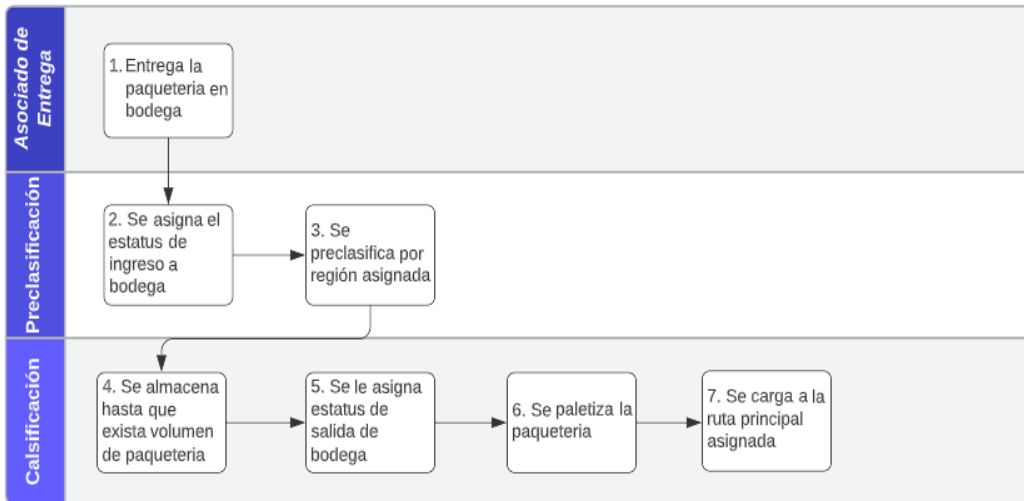 Asociado de
Entrega
1. Entrega la
paqueteria en
bodega
Preclasificación
2. Se asigna el
estatus de
ingreso a
bodega
3. Se
preclasifica por
región asignada
Calsificación
4. Se almacena
hasta que
exista volumen
de paqueteria
5. Se le asigna
estatus de
salida de
bodega
6. Se paletiza la
paqueteria
7. Se carga a la
ruta principal
asignada